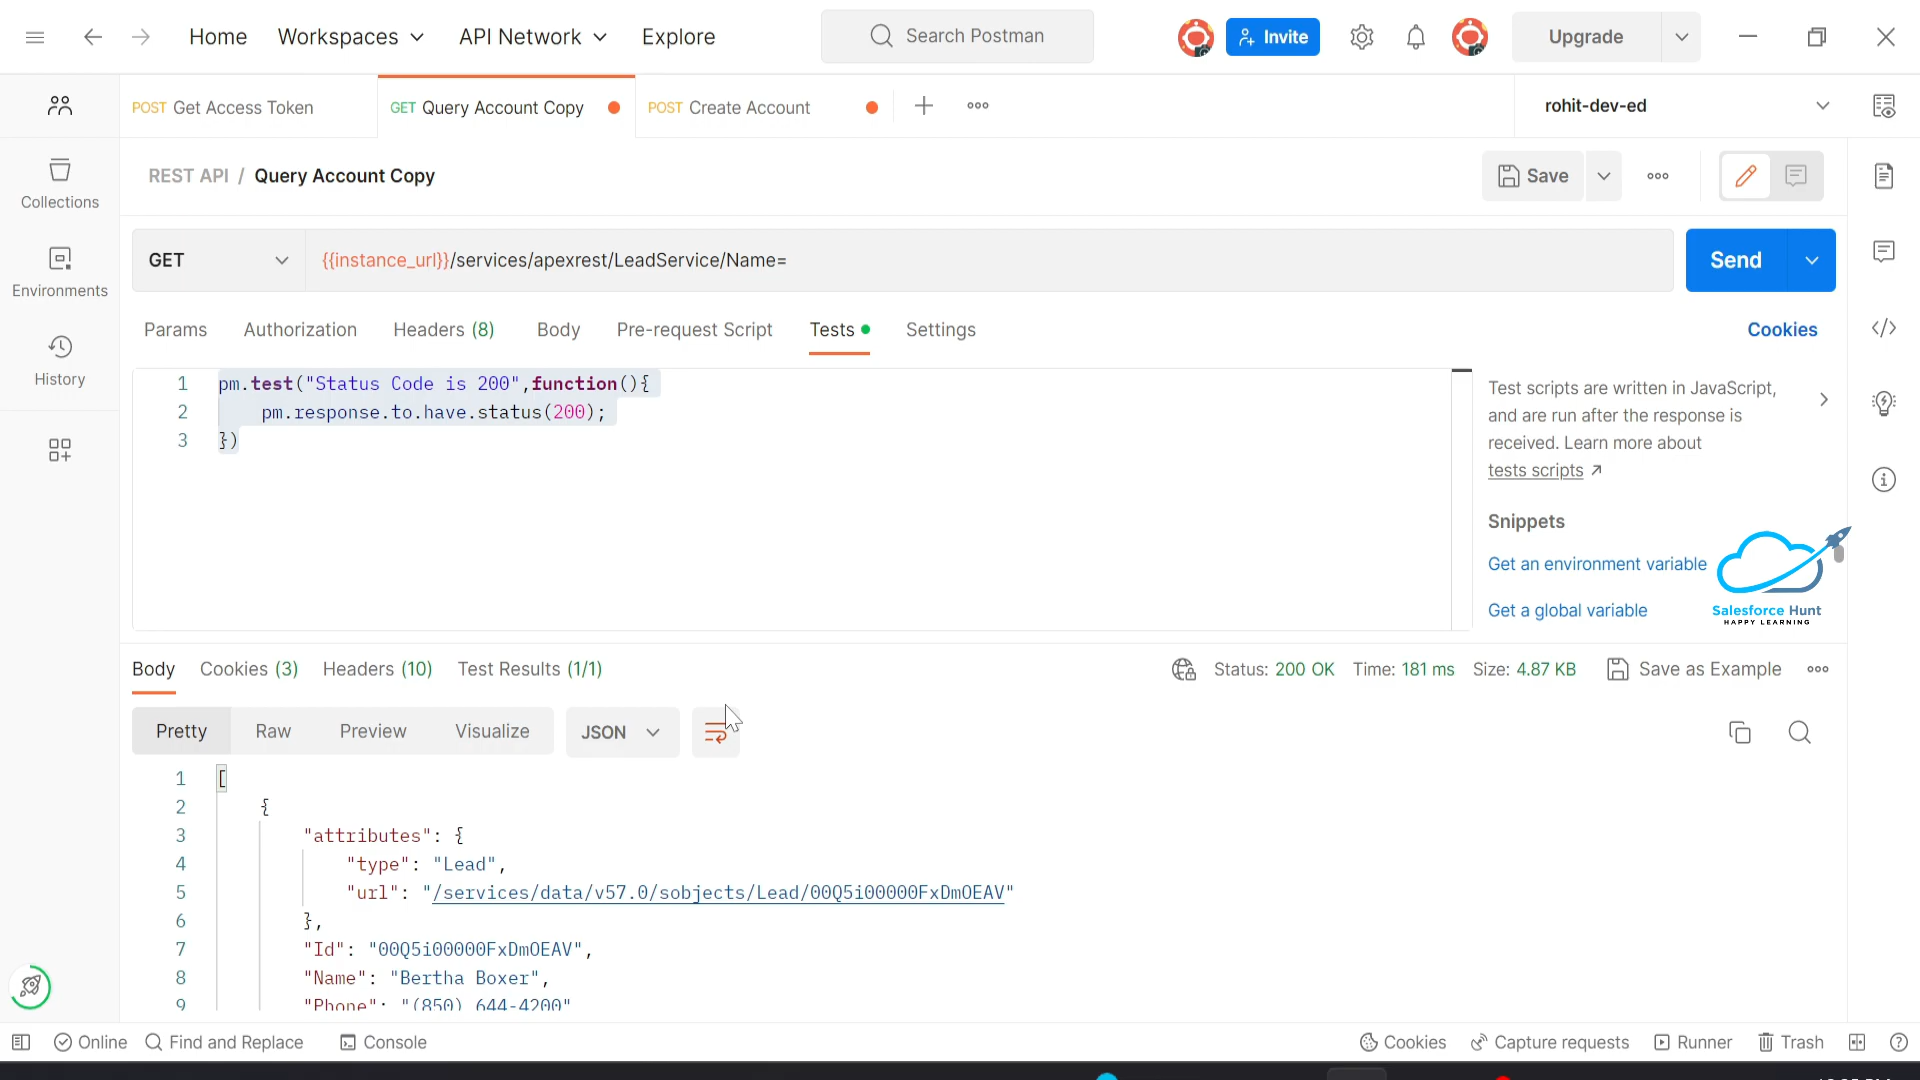 Home
Workspaces
API Network
Explore
Search Postman
Invite
Upgrade
POST Get Access Token
GET Query Account Copy
POST Create Account
rohit-dev-ed
Collections
Environments
History
REST API / Query Account Copy
Save
GET
{{instance_url}}/services/apexrest/LeadService/Name=
Send
Params
Authorization
Headers (8)
Body
Pre-request Script
Tests
Settings
Cookies
1 pm.test("Status Code is 200",function(){
2 pm.response.to.have.status(200);
3 })
Test scripts are written in JavaScript,
and are run after the response is
received. Learn more about
tests scripts
Snippets
Get an environment variable
Get a global variable
Salesforce Hunt
HAPPY LEARNING
Body
Cookies (3)
Headers (10)
Test Results (1/1)
Status: 200 OK
Time: 181 ms
Size: 4.87 KB
Save as Example
Pretty
Raw
Preview
Visualize
JSON
1 [
2 {
3 "attributes": {
4 "type": "Lead",
5 "url": "/services/data/v57.0/sobjects/Lead/00Q5i00000FxDmOEAV"
6 },
7 "Id": "00Q5i00000FxDmOEAV",
8 "Name": "Bertha Boxer",
9 "Phone": "(850) 644-4200"
Online
Find and Replace
Console
Cookies
Capture requests
Runner
Trash